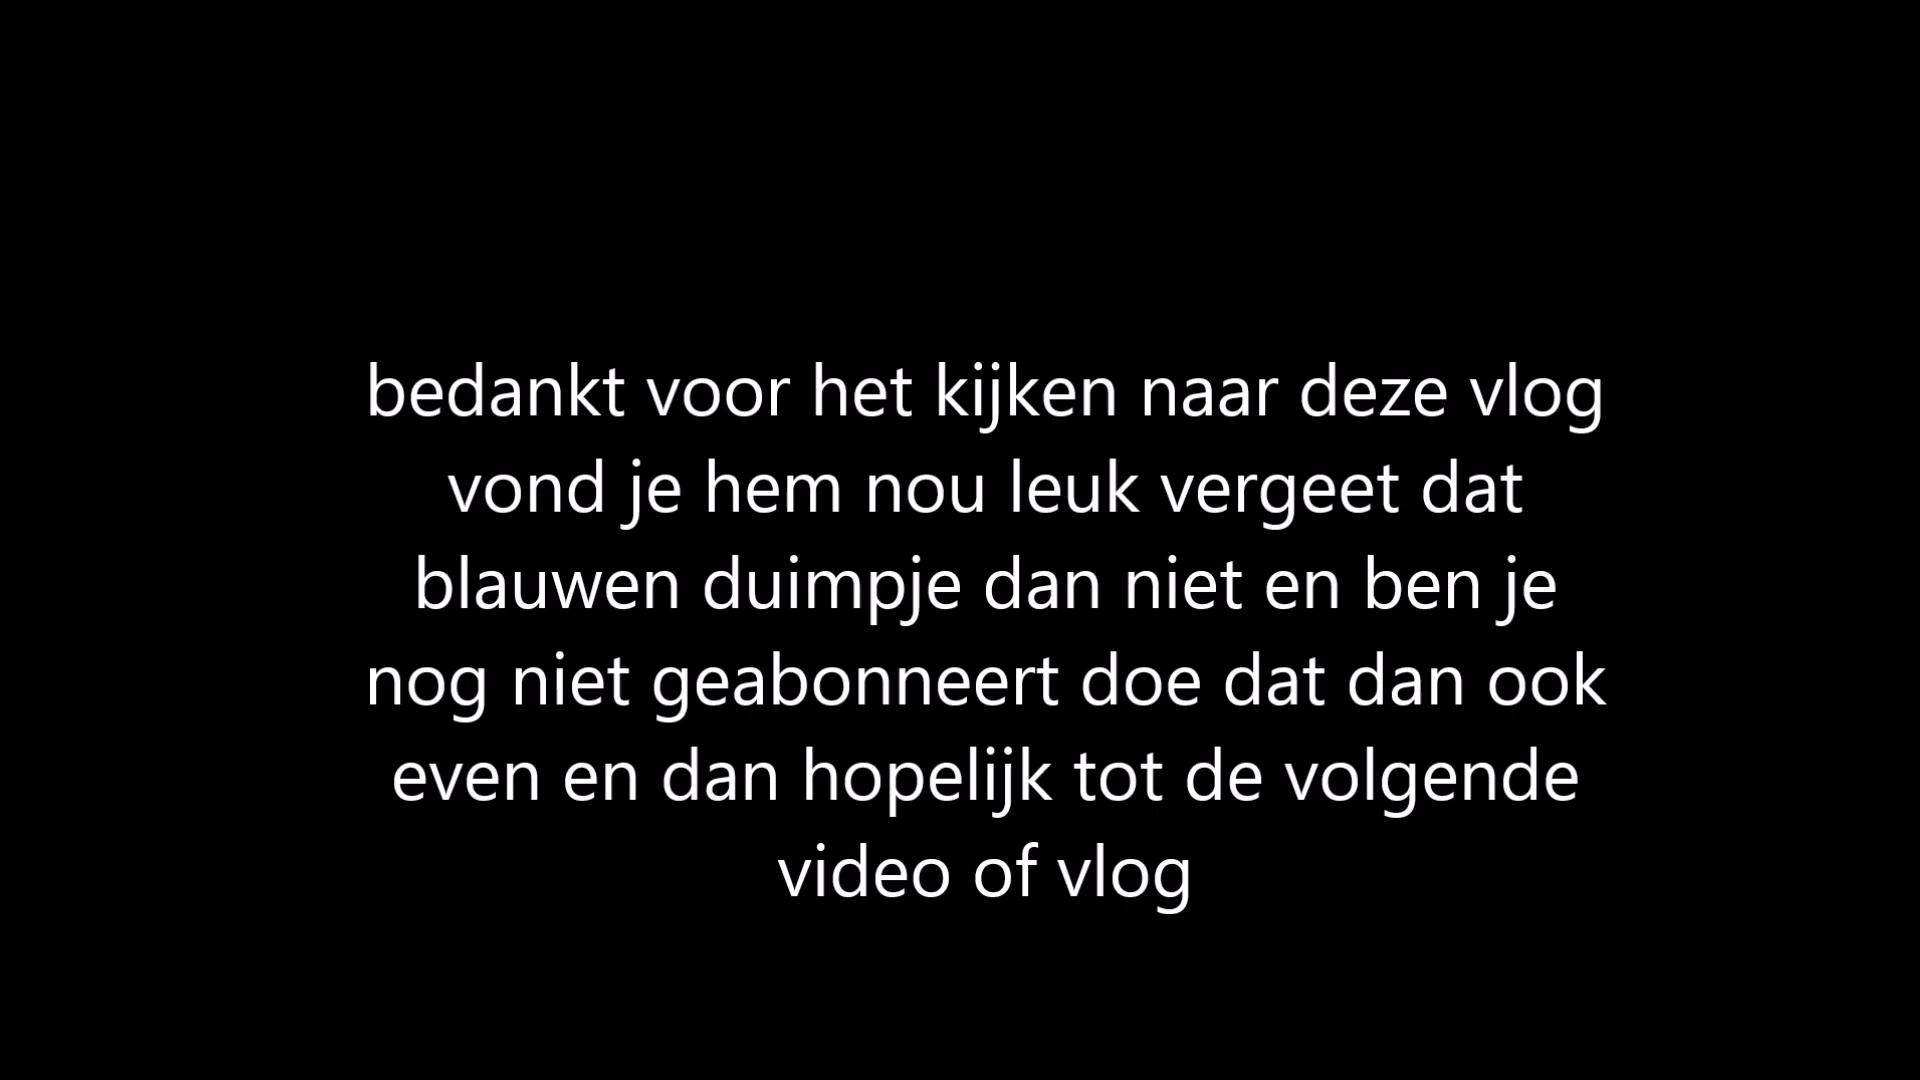 bedankt voor het kijken naar deze vlog
vond je hem nou leuk vergeet dat
blauwen duimpje dan niet en ben je
nog niet geabonneert doe dat dan ook
even en dan hopelijk tot de volgende
video of vlog